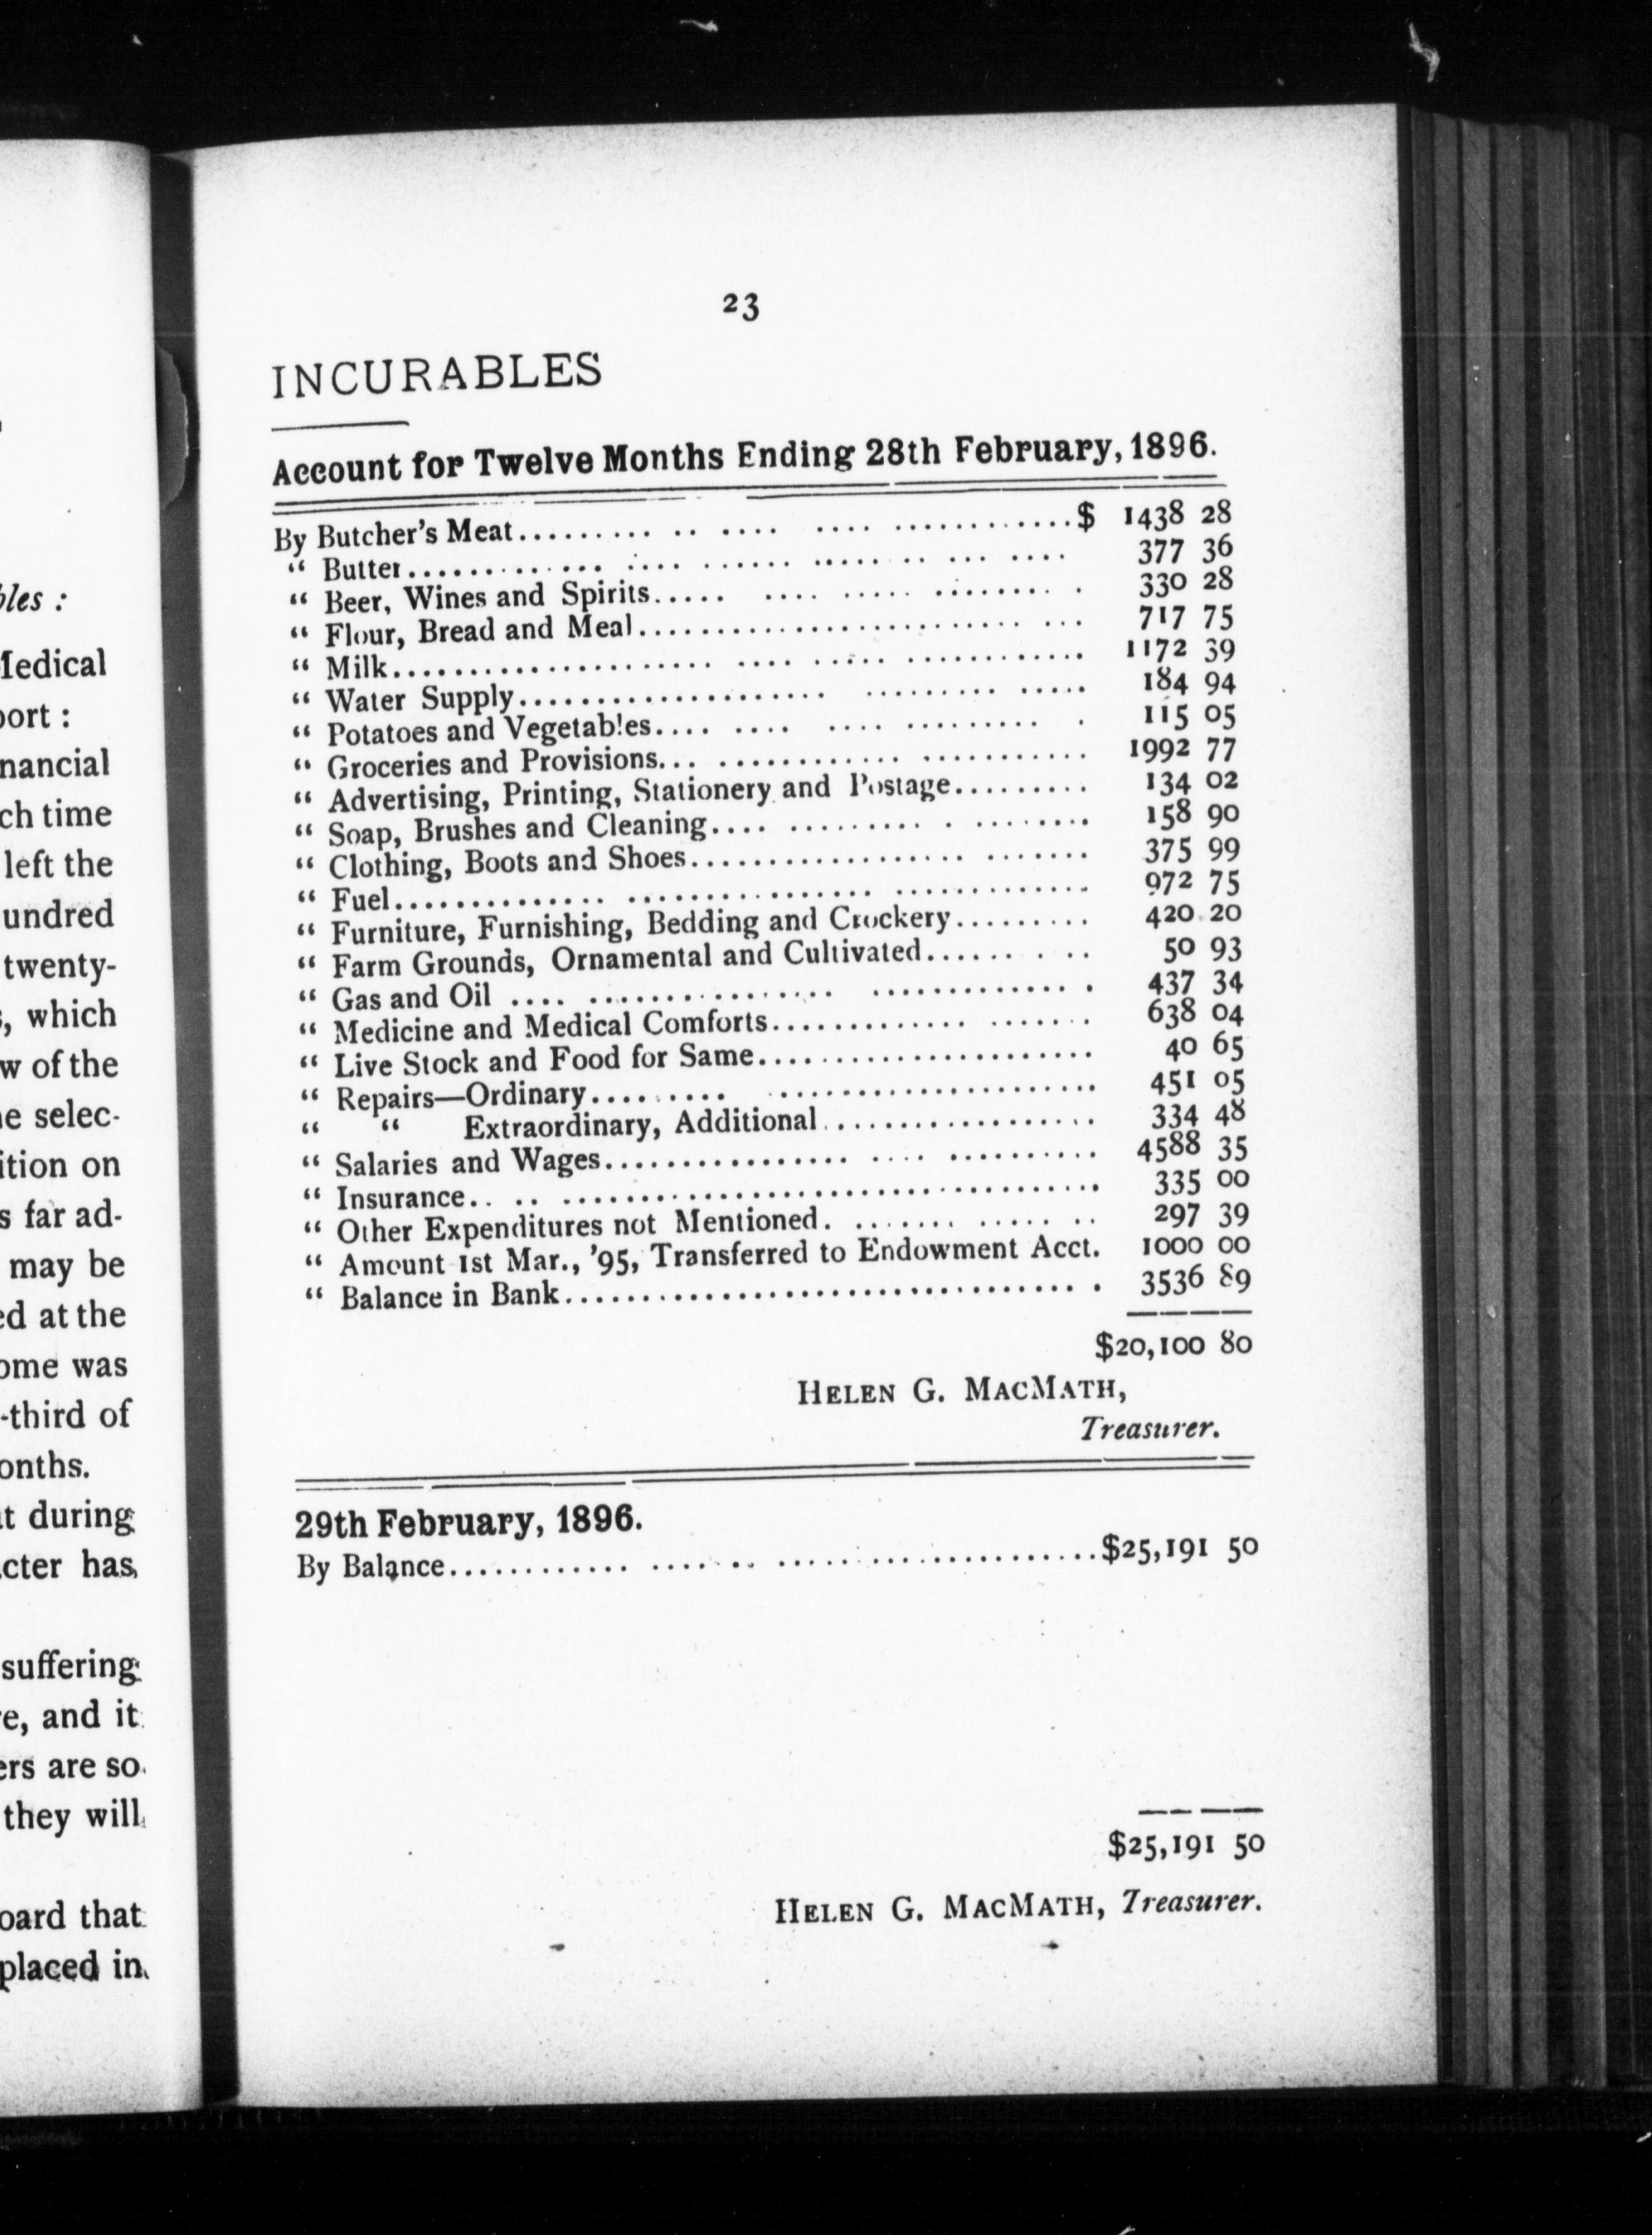 les :
Medical
port :
nancial
ch time
left the
undred
twenty-
s, which
w of the
ne selec-
ition on
s far ad-
may be
ed at the
ome was
-third of
onths.
at during
acter has
suffering
re, and it
ers are so
they will
oard that
placed in
23
INCURABLES
Account for Twelve Months Ending 28th February, 1896.
By Butcher's Meat.......... .. .... .... ............$ 1438 28
“ Butter............. .... ...... ....... .. ... .... 377 36
“ Beer, Wines and Spirits..... .... ..... ......... . 330 28
“ Flour, Bread and Meal.......................... ... 717 75
“ Milk..................... .... ..... ............ 1172 39
“ Water Supply.................... ......... ..... 184 94
“ Potatoes and Vegetables.... .... .... ......... . 115 05
“ Groceries and Provisions... ............ ........... 1992 77
“ Advertising, Printing, Stationery and Postage......... 134 02
“ Soap, Brushes and Cleaning.... ......... . ........ 158 90
“ Clothing, Boots and Shoes.................. ....... 375 99
“ Fuel.............. ................ ............. 972 75
“ Furniture, Furnishing, Bedding and Crockery......... 420 20
“ Farm Grounds, Ornamental and Cultivated....... . .. 50 93
“ Gas and Oil .... ................ ............. . 437 34
“ Medicine and Medical Comforts............. ....... 638 04
“ Live Stock and Food for Same...................... 40 65
“ Repairs—Ordinary......... ...................... 451 05
“ “ Extraordinary, Additional................. 334 48
“ Salaries and Wages................ .... .......... 4588 35
“ Insurance.. .. .................................. 335 00
“ Other Expenditures not Mentioned. ....... ..... .. 297 39
“ Amount 1st Mar., '95, Transferred to Endowment Acct. 1000 00
“ Balance in Bank.................................. . 3536 89
$20,100 80
HELEN G. MACMATH,
Treasurer.
29th February, 1896.
By Balance............ ....... .....................$25,191 50
$25,191 50
HELEN G. MACMATH, Treasurer.